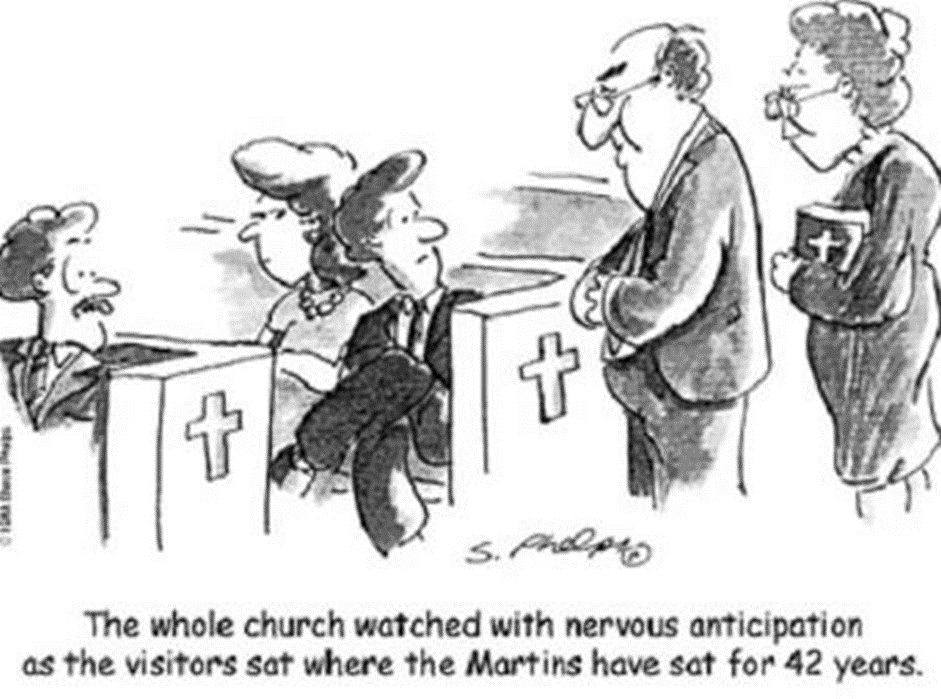 S. Phelps ©
The whole church watched with nervous anticipation
as the visitors sat where the Martins have sat for 42 years.